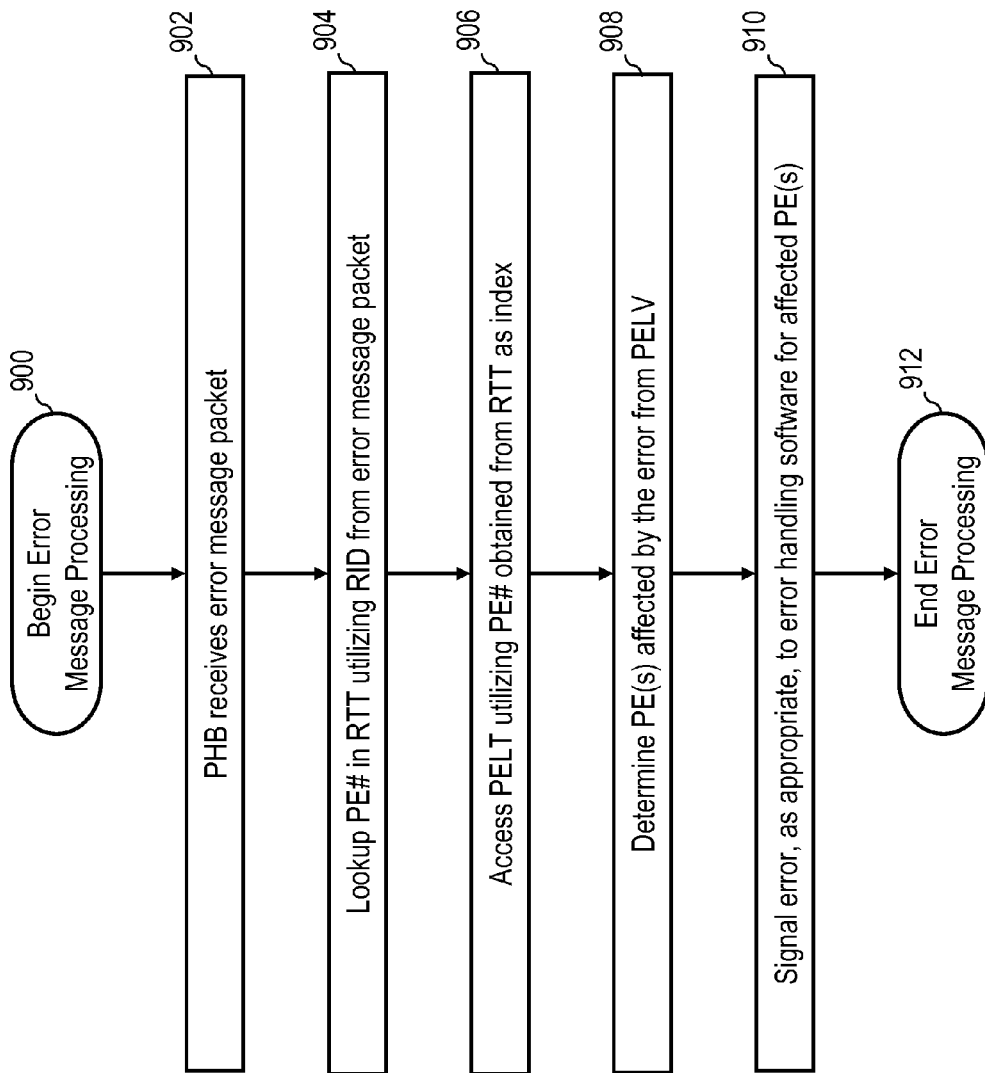 900
Begin Error
Message Processing
902
PHB receives error message packet
904
Lookup PE# in RTT utilizing RID from error message packet
906
Access PELT utilizing PE# obtained from RTT as index
908
Determine PE(s) affected by the error from PELV
910
Signal error, as appropriate, to error handling software for affected PE(s)
912
End Error
Message Processing